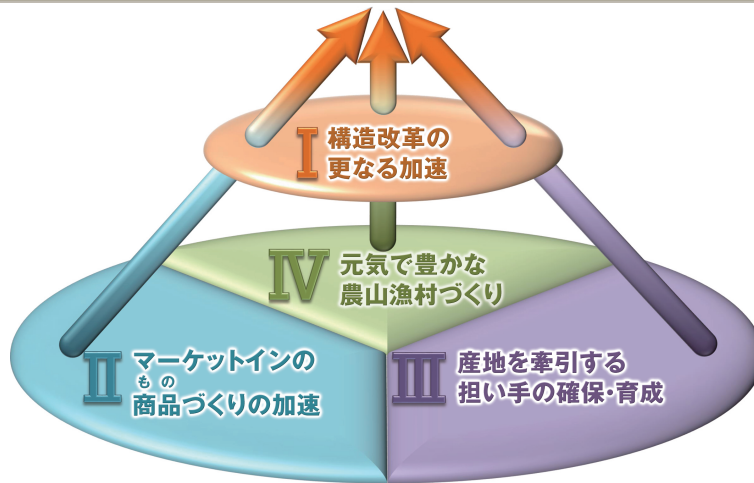 I 構造改革の
更なる加速
IV 元気で豊かな
農山漁村づくり
II マーケットインの
もの
商品づくりの加速
III 産地を牽引する
担い手の確保・育成